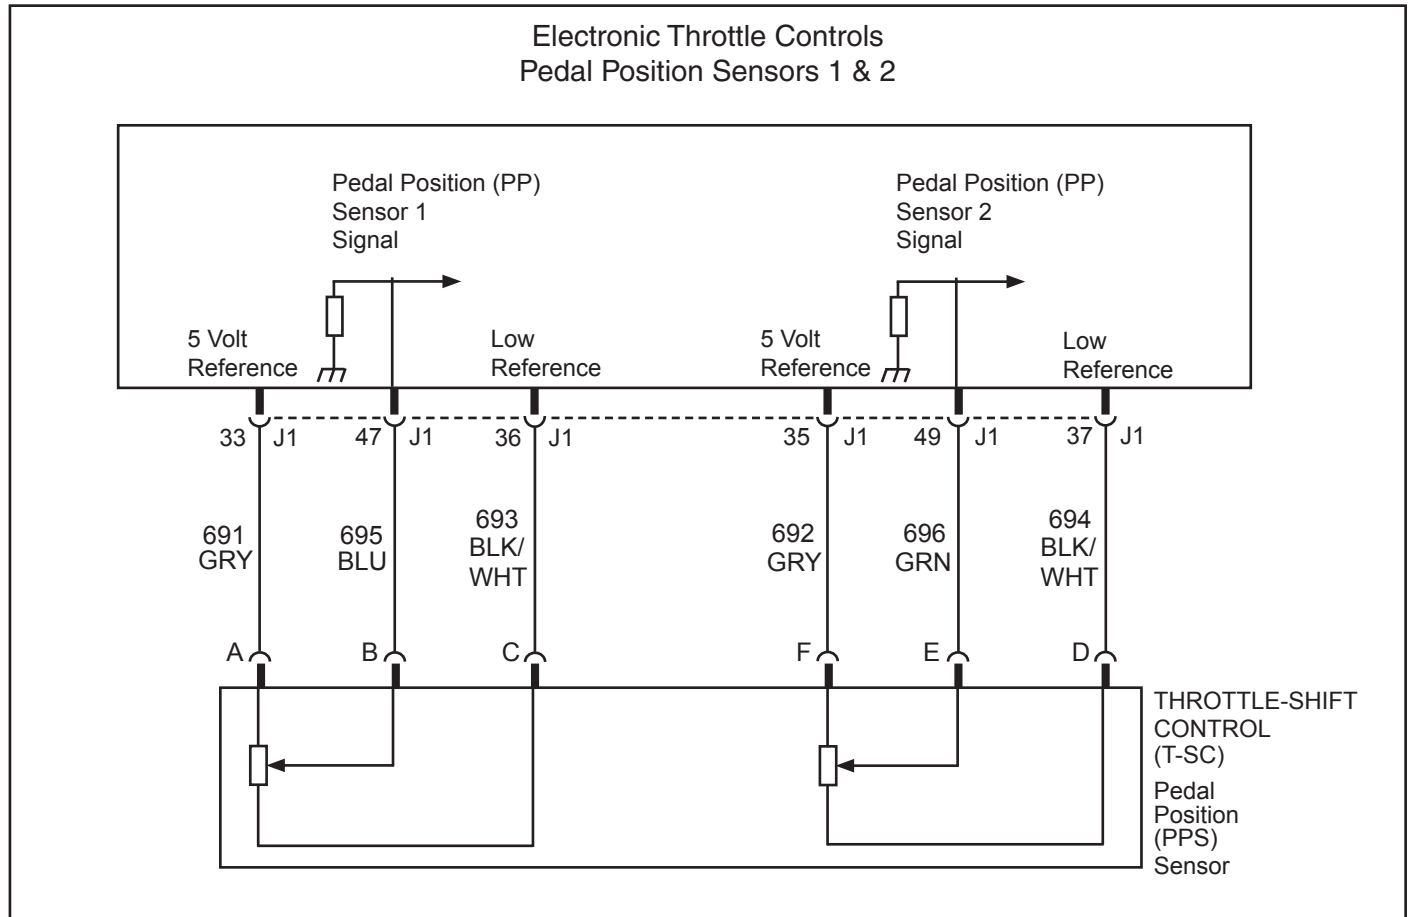 Electronic Throttle Controls
Pedal Position Sensors 1 & 2
Pedal Position (PP)
Sensor 1
Signal
Pedal Position (PP)
Sensor 2
Signal
5 Volt
Reference
Low
Reference
5 Volt
Reference
Low
Reference
33 J1 47 J1 36 J1 35 J1 49 J1 37 J1
691
GRY
695
BLU
693
BLK/
WHT
692
GRY
696
GRN
694
BLK/
WHT
A B C F E D
THROTTLE-SHIFT
CONTROL
(T-SC)
Pedal
Position
(PPS)
Sensor